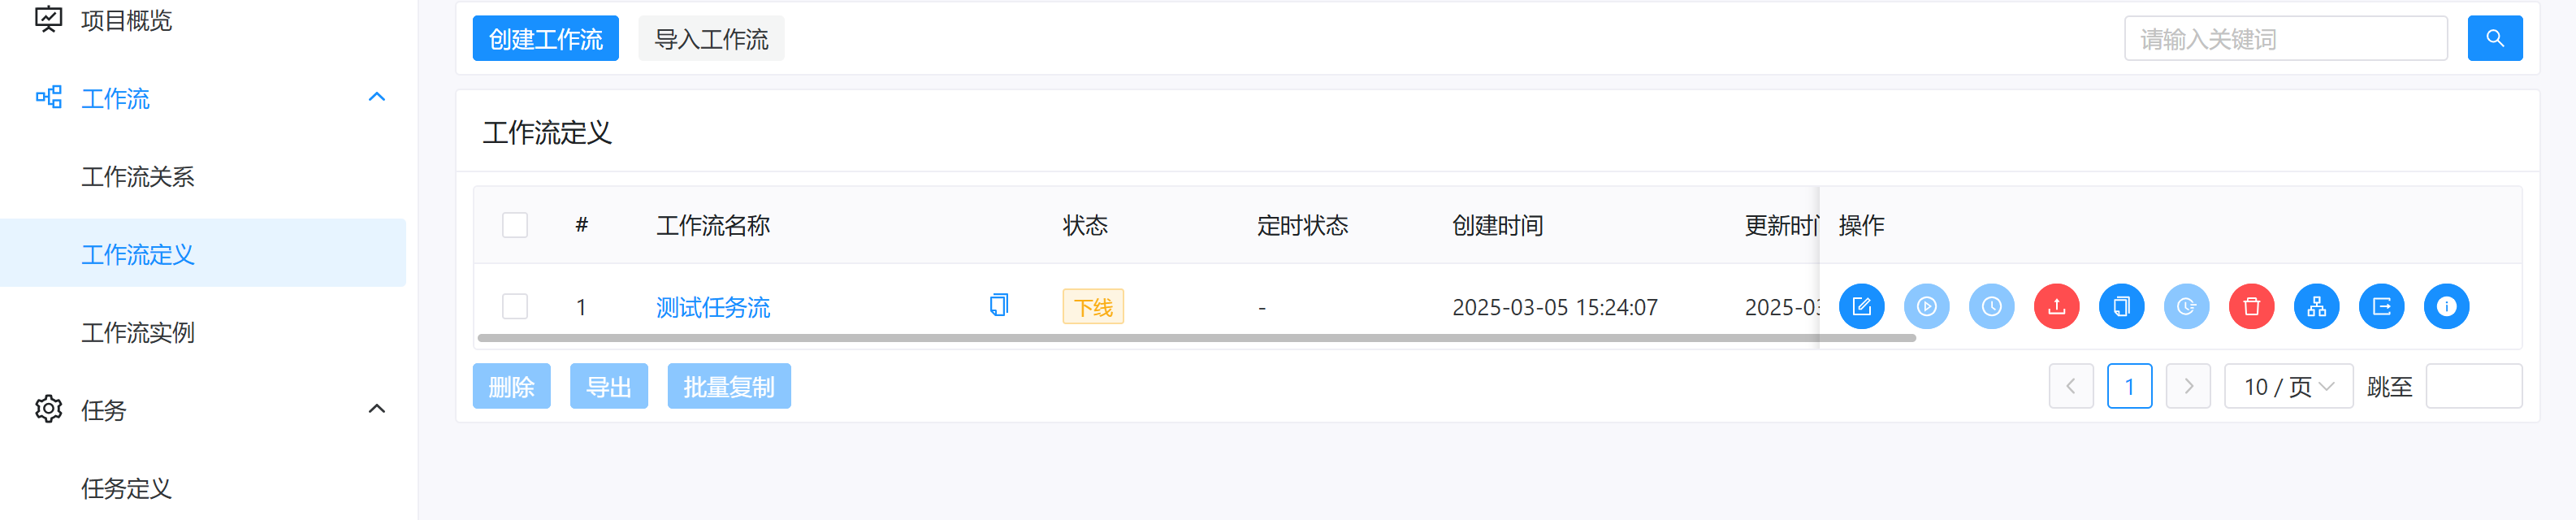 项目概览
工作流
工作流关系
工作流定义
工作流实例
任务
任务定义
创建工作流 导入工作流 请输入关键词
工作流定义
# 工作流名称 状态 定时状态 创建时间 更新时间 操作
1 测试任务流 下线 - 2025-03-05 15:24:07 2025-03
删除 导出 批量复制 1 10 / 页 跳至